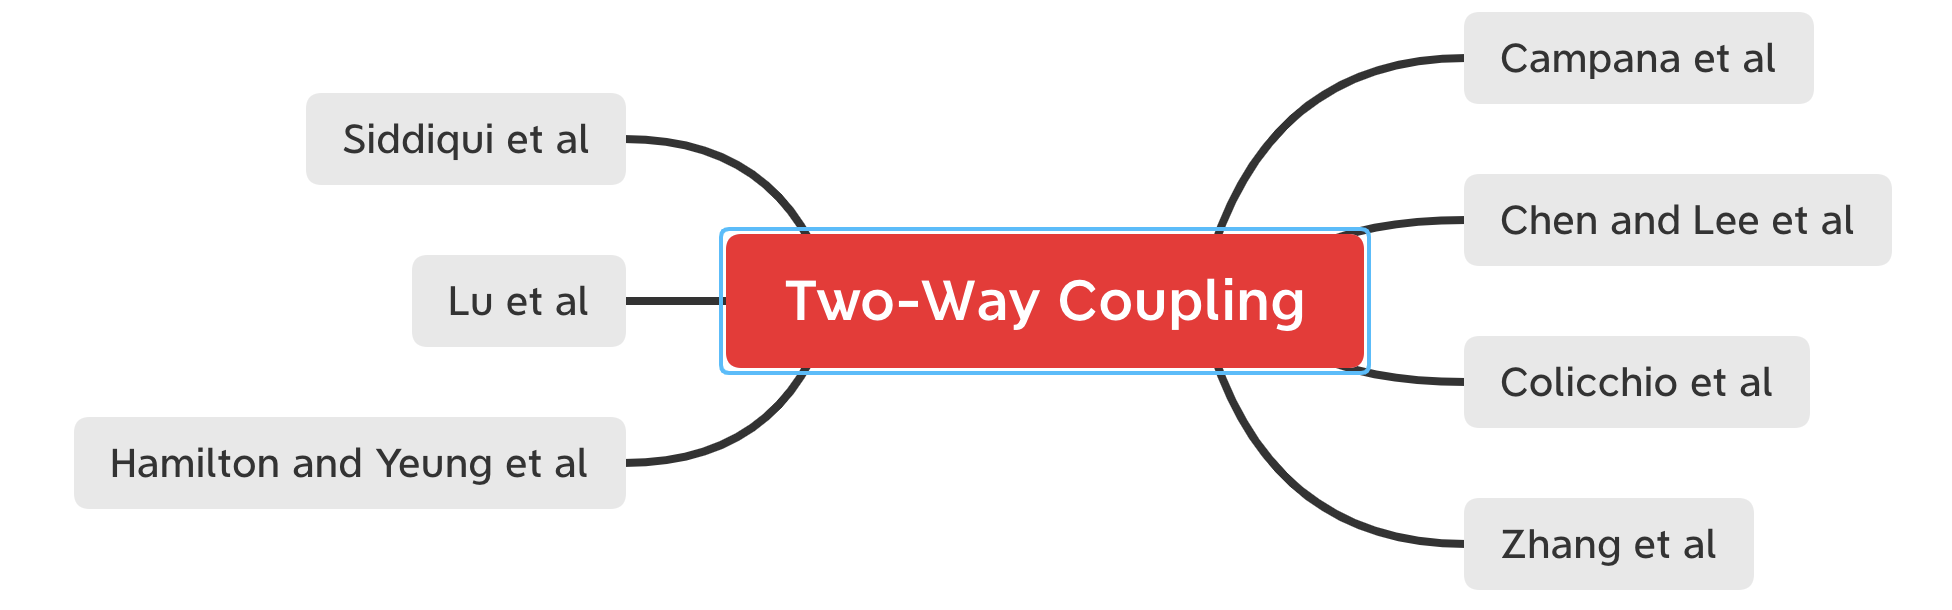 Campana et al
Siddiqui et al
Chen and Lee et al
Two-Way Coupling
Lu et al
Colicchio et al
Hamilton and Yeung et al
Zhang et al